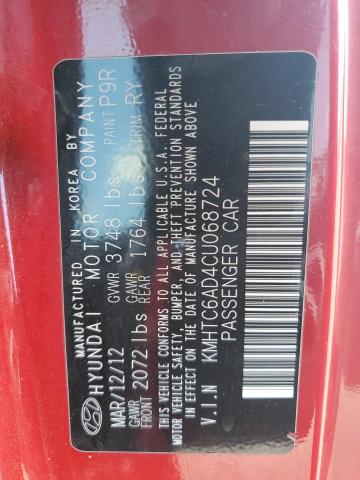 MANUFACTURED IN KOREA BY
HYUNDAI MOTOR COMPANY
MAR/12/12 GVWR 3748 lbs PAINT P9R
GAWR FRONT 2072 lbs GAWR REAR 1764 lbs TRIM RY
THIS VEHICLE CONFORMS TO ALL APPLICABLE U.S.A. FEDERAL
MOTOR VEHICLE SAFETY, BUMPER, AND THEFT PREVENTION STANDARDS
IN EFFECT ON THE DATE OF MANUFACTURE SHOWN ABOVE.
V.I.N KMHTC6AD4CU068724
PASSENGER CAR